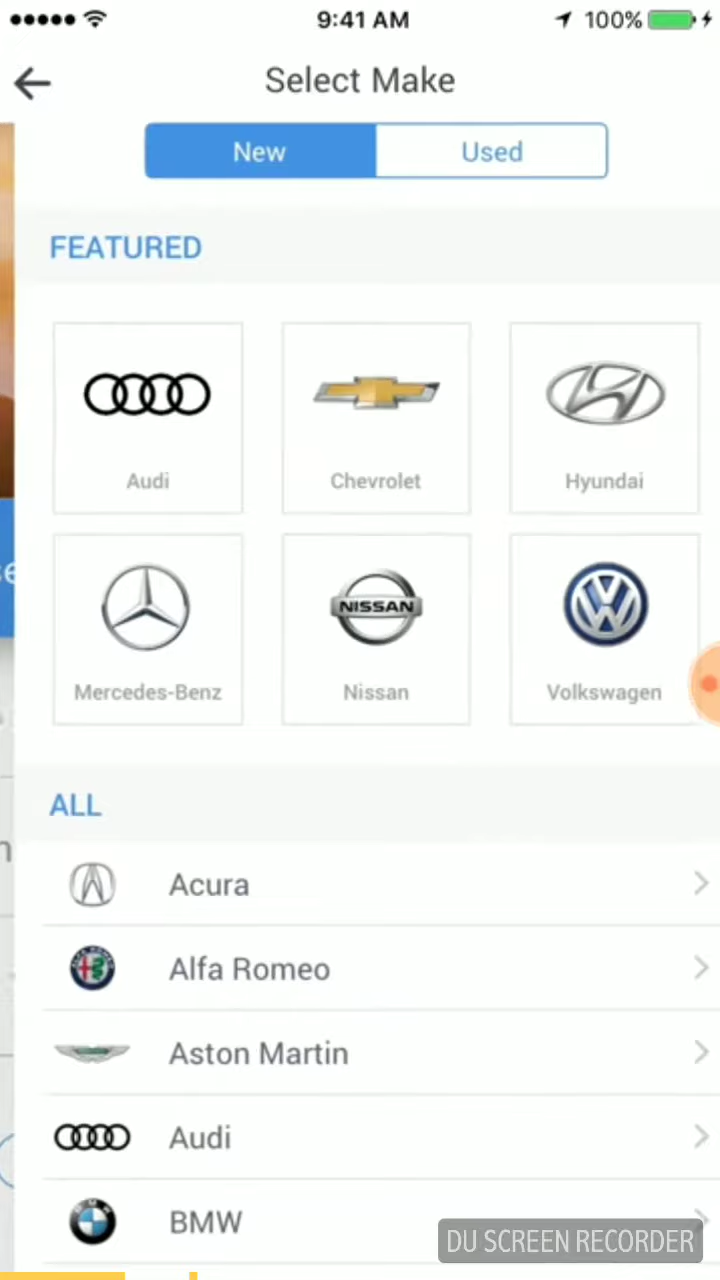 9:41 AM 100%
Select Make
New Used
FEATURED
Audi Chevrolet Hyundai
NISSAN
Mercedes-Benz Nissan Volkswagen
ALL
Acura
Alfa Romeo
Aston Martin
Audi
BMW
DU SCREEN RECORDER